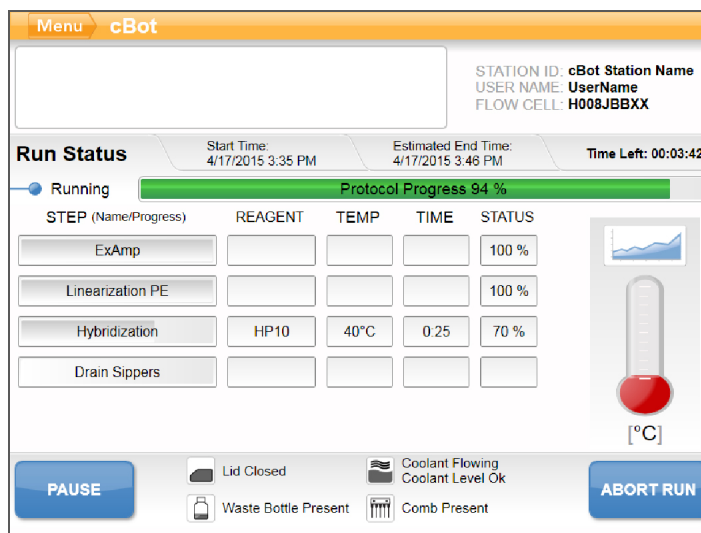 Menu cBot
STATION ID: cBot Station Name
USER NAME: UserName
FLOW CELL: H008JBBXX
Run Status
Start Time:
4/17/2015 3:35 PM
Estimated End Time:
4/17/2015 3:46 PM
Time Left: 00:03:42
Running
Protocol Progress 94 %
STEP (Name/Progress) REAGENT TEMP TIME STATUS
ExAmp 100 %
Linearization PE 100 %
Hybridization HP10 40°C 0:25 70 %
Drain Sippers
[°C]
PAUSE
Lid Closed
Coolant Flowing
Coolant Level Ok
Waste Bottle Present
Comb Present
ABORT RUN